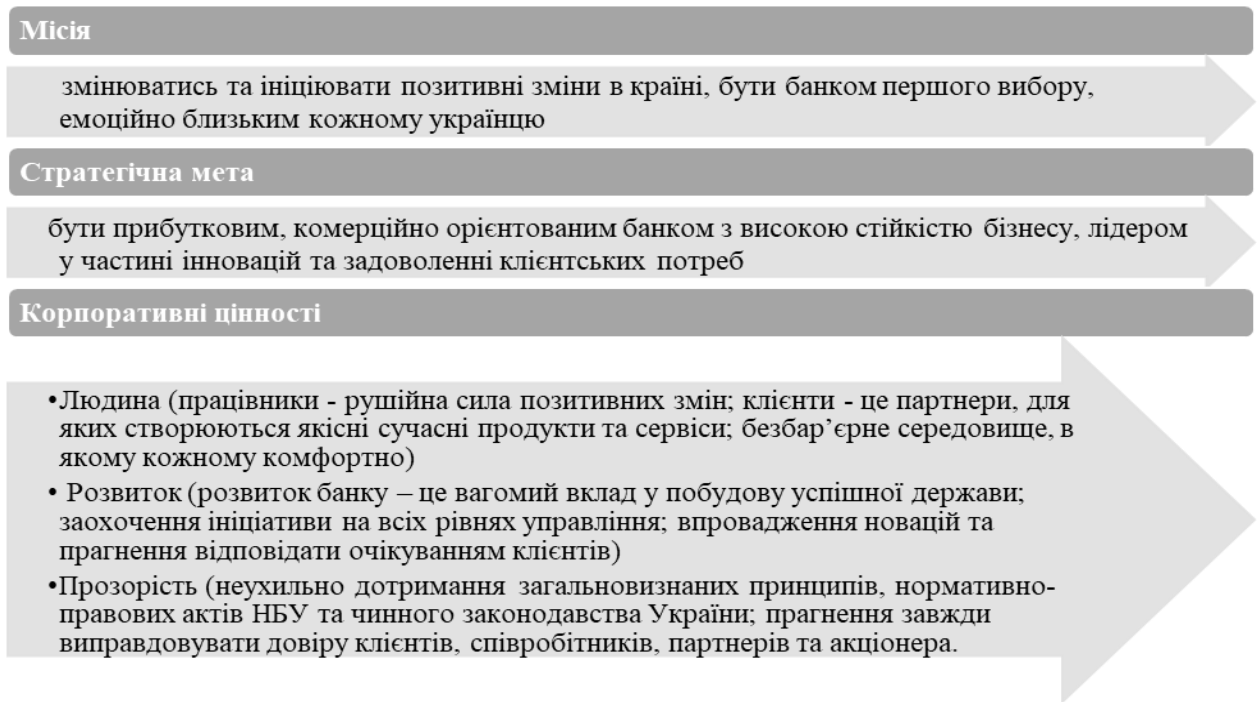 Місія
змінюватись та ініціювати позитивні зміни в країні, бути банком першого вибору,
емоційно близьким кожному українцю
Стратегічна мета
бути прибутковим, комерційно орієнтованим банком з високою стійкістю бізнесу, лідером
у частині інновацій та задоволенні клієнтських потреб
Корпоративні цінності
•Людина (працівники - рушійна сила позитивних змін; клієнти - це партнери, для
яких створюються якісні сучасні продукти та сервіси; безбар’єрне середовище, в
якому кожному комфортно)
• Розвиток (розвиток банку – це вагомий вклад у побудову успішної держави;
заохочення ініціативи на всіх рівнях управління; впровадження новацій та
прагнення відповідати очікуванням клієнтів)
•Прозорість (неухильно дотримання загальновизнаних принципів, нормативно-
правових актів НБУ та чинного законодавства України; прагнення завжди
виправдовувати довіру клієнтів, співробітників, партнерів та акціонера.